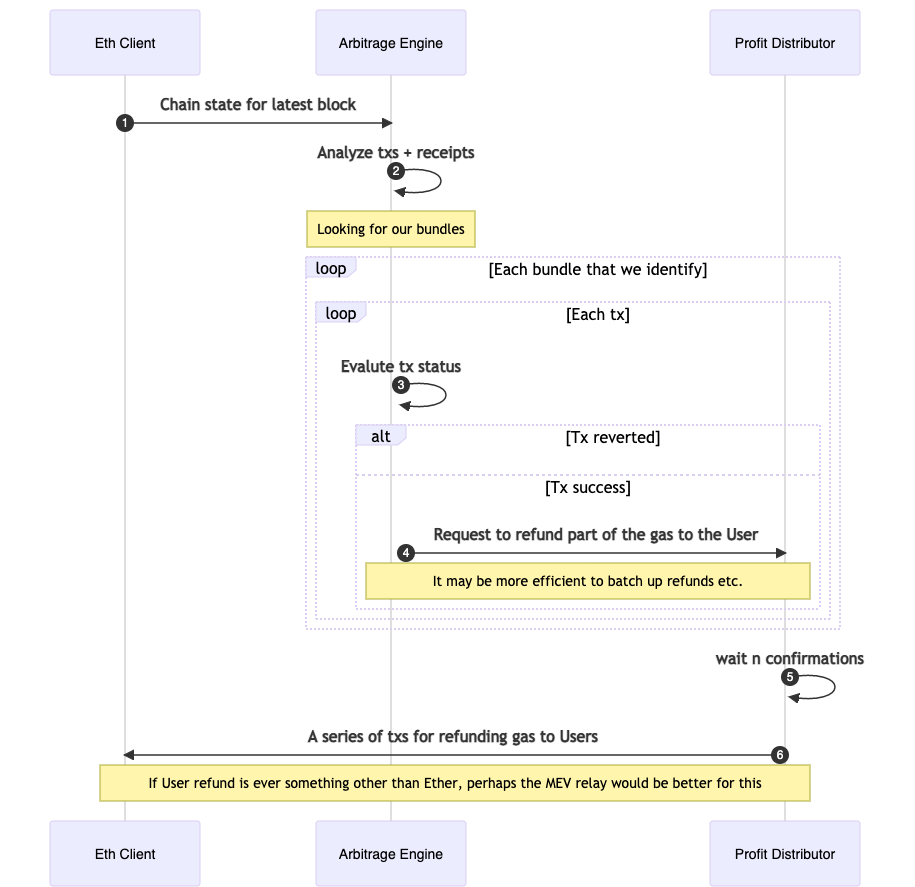 Eth Client
Arbitrage Engine
Profit Distributor
Chain state for latest block
1
Analyze txs + receipts
2
Looking for our bundles
loop
[Each bundle that we identify]
loop
[Each tx]
Evalute tx status
3
alt
[Tx reverted]
[Tx success]
Request to refund part of the gas to the User
4
It may be more efficient to batch up refunds etc.
wait n confirmations
5
A series of txs for refunding gas to Users
6
If User refund is ever something other than Ether, perhaps the MEV relay would be better for this
Eth Client
Arbitrage Engine
Profit Distributor